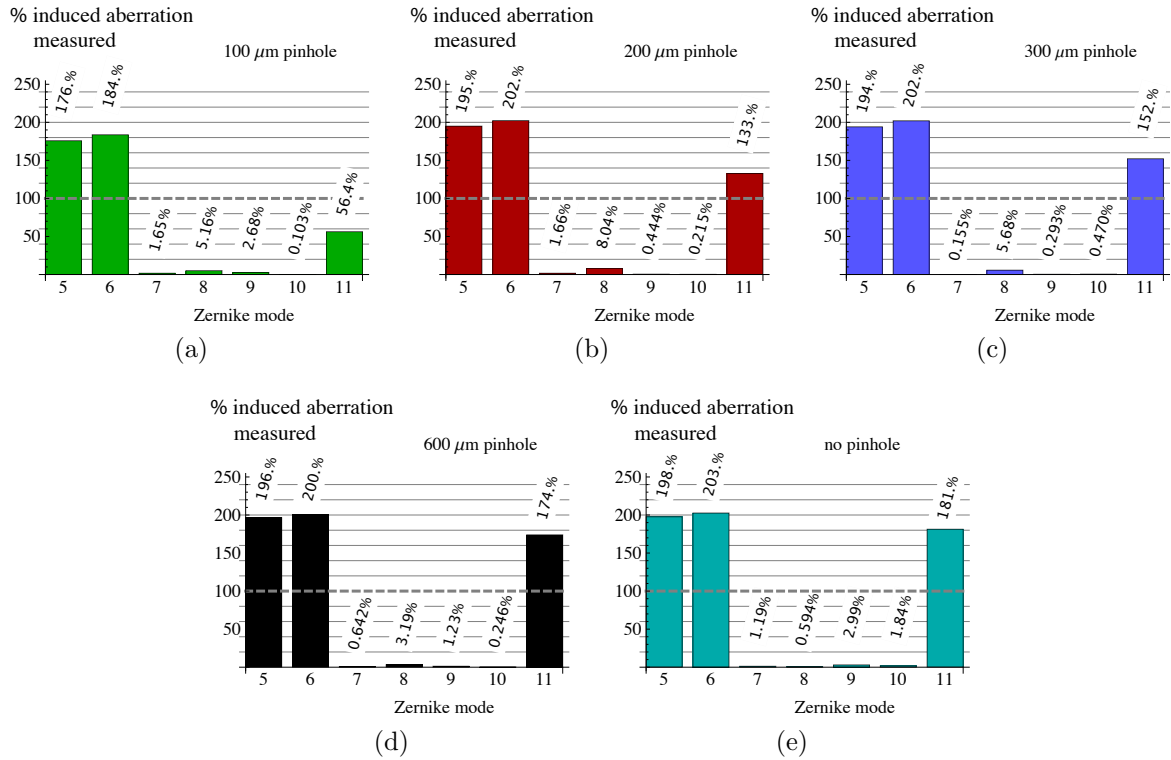 % induced aberration
measured
100 μm pinhole
250
200
150
100
50
176.%
184.%
1.65%
5.16%
2.68%
0.103%
56.4%
5 6 7 8 9 10 11
Zernike mode
(a)
% induced aberration
measured
200 μm pinhole
250
200
150
100
50
195.%
202.%
1.66%
8.04%
0.444%
0.215%
133.%
5 6 7 8 9 10 11
Zernike mode
(b)
% induced aberration
measured
300 μm pinhole
250
200
150
100
50
194.%
202.%
0.155%
5.68%
0.293%
0.470%
152.%
5 6 7 8 9 10 11
Zernike mode
(c)
% induced aberration
measured
600 μm pinhole
250
200
150
100
50
196.%
200.%
0.642%
3.19%
1.23%
0.246%
174.%
5 6 7 8 9 10 11
Zernike mode
(d)
% induced aberration
measured
no pinhole
250
200
150
100
50
198.%
203.%
1.19%
0.594%
2.99%
1.84%
181.%
5 6 7 8 9 10 11
Zernike mode
(e)